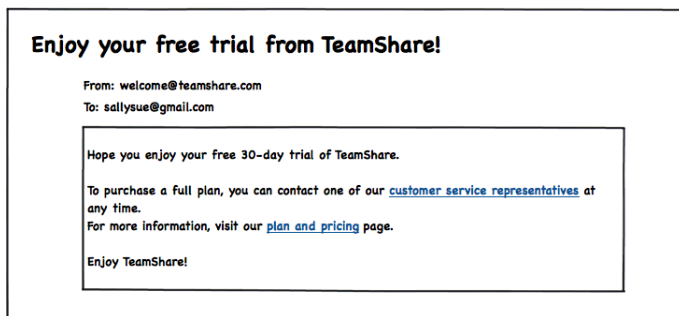 Enjoy your free trial from TeamShare!
From: welcome@teamshare.com
To: sallysue@gmail.com
Hope you enjoy your free 30-day trial of TeamShare.
To purchase a full plan, you can contact one of our customer service representatives at
any time.
For more information, visit our plan and pricing page.
Enjoy TeamShare!